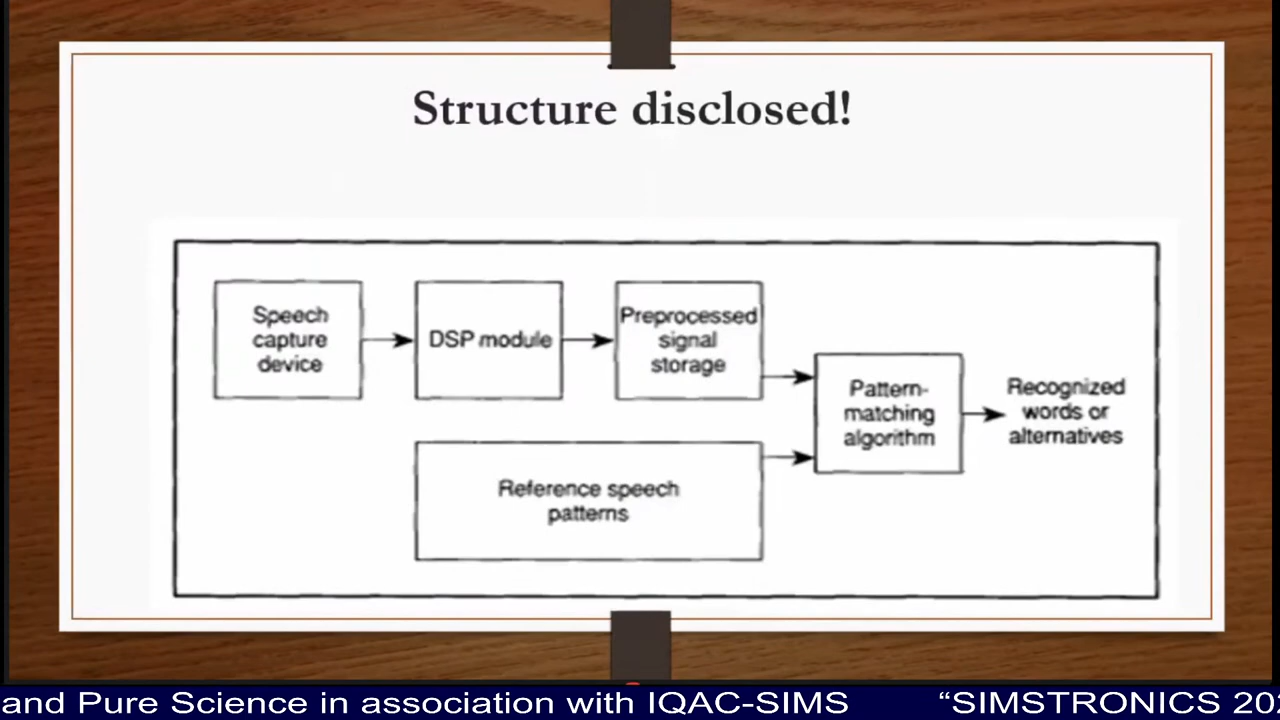 Structure disclosed!
Speech
capture
device
DSP module
Preprocessed
signal
storage
Reference speech
patterns
Pattern-
matching
algorithm
Recognized
words or
alternatives
and Pure Science in association with IQAC-SIMS “SIMSTRONICS 202